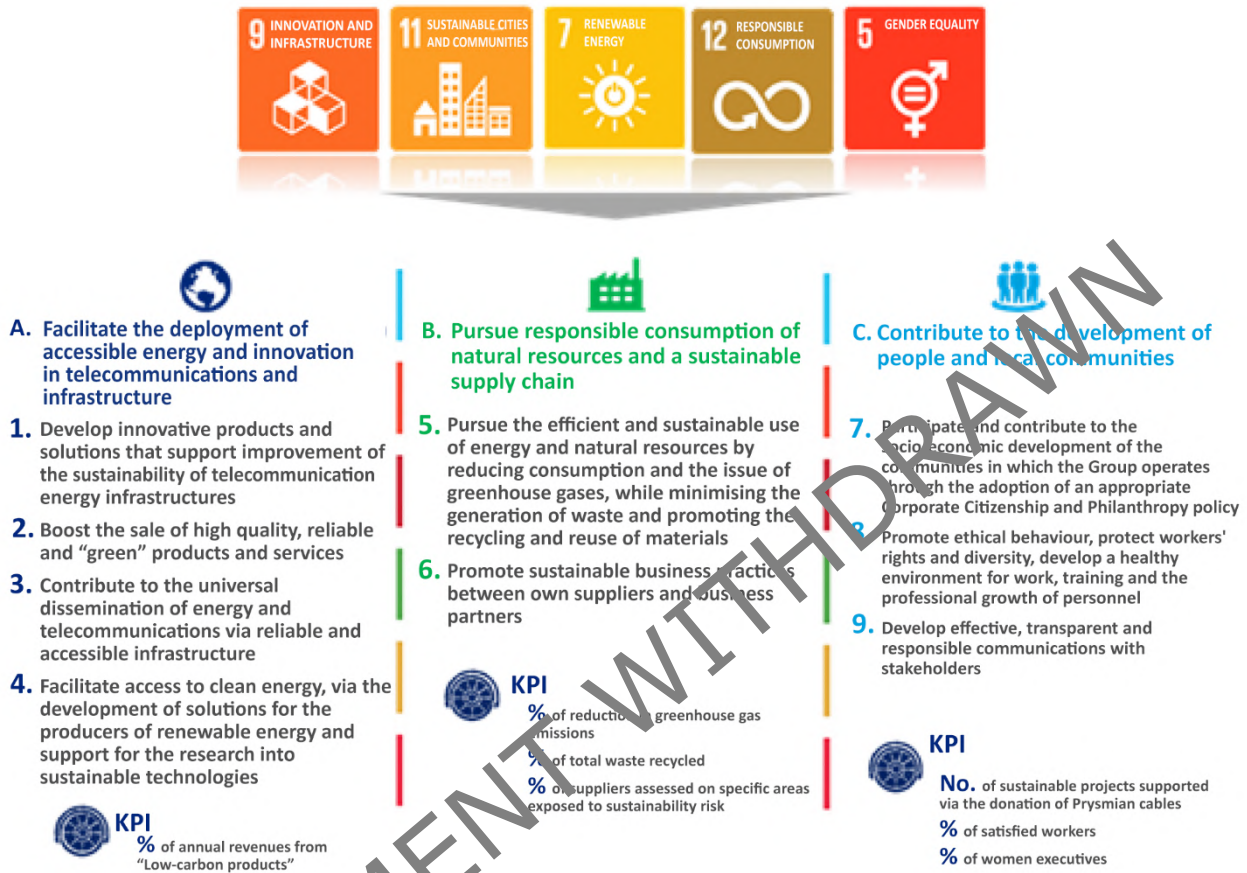 9 INNOVATION AND
INFRASTRUCTURE
11 SUSTAINABLE CITIES
AND COMMUNITIES
7 RENEWABLE
ENERGY
12 RESPONSIBLE
CONSUMPTION
5 GENDER EQUALITY
A. Facilitate the deployment of
accessible energy and innovation
in telecommunications and
infrastructure
1. Develop innovative products and
solutions that support improvement of
the sustainability of telecommunication
energy infrastructures
2. Boost the sale of high quality, reliable
and “green” products and services
3. Contribute to the universal
dissemination of energy and
telecommunications via reliable and
accessible infrastructure
4. Facilitate access to clean energy, via the
development of solutions for the
producers of renewable energy and
support for the research into
sustainable technologies
KPI
% of annual revenues from
“Low-carbon products”
B. Pursue responsible consumption of
natural resources and a sustainable
supply chain
5. Pursue the efficient and sustainable use
of energy and natural resources by
reducing consumption and the issue of
greenhouse gases, while minimising the
generation of waste and promoting the
recycling and reuse of materials
6. Promote sustainable business practices
between own suppliers and business
partners
KPI
% of reduction greenhouse gas
emissions
% of total waste recycled
% of suppliers assessed on specific areas
exposed to sustainability risk
C. Contribute to the development of
people and local communities
7. Participate and contribute to the
socioeconomic development of the
communities in which the Group operates
through the adoption of an appropriate
Corporate Citizenship and Philanthropy policy
8. Promote ethical behaviour, protect workers'
rights and diversity, develop a healthy
environment for work, training and the
professional growth of personnel
9. Develop effective, transparent and
responsible communications with
stakeholders
KPI
No. of sustainable projects supported
via the donation of Prysmian cables
% of satisfied workers
% of women executives
MENT WITHDRAWN